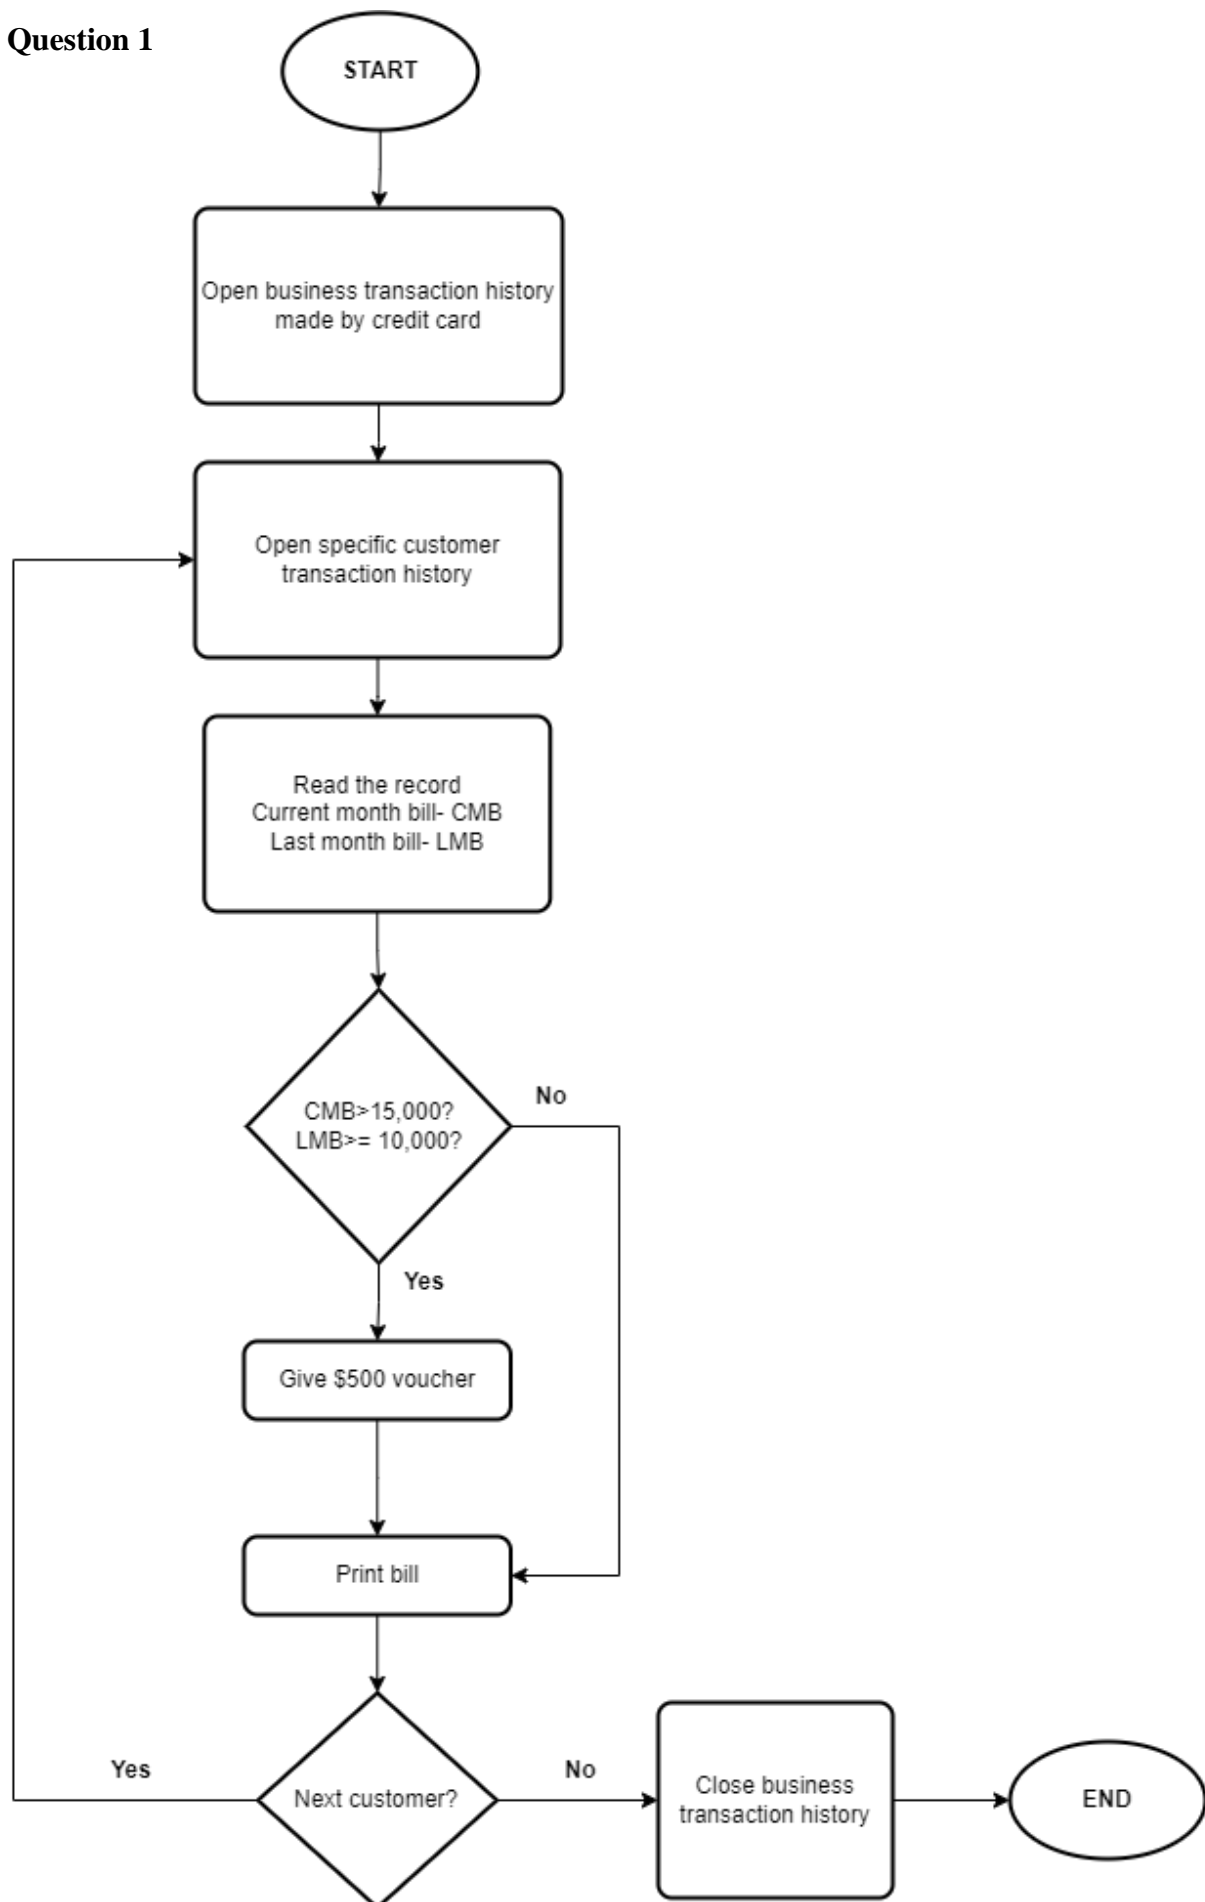 Question 1
START
Open business transaction history
made by credit card
Open specific customer
transaction history
Read the record
Current month bill- CMB
Last month bill- LMB
CMB>15,000?
LMB>= 10,000?
No
Yes
Give $500 voucher
Print bill
Yes
Next customer?
No
Close business
transaction history
END